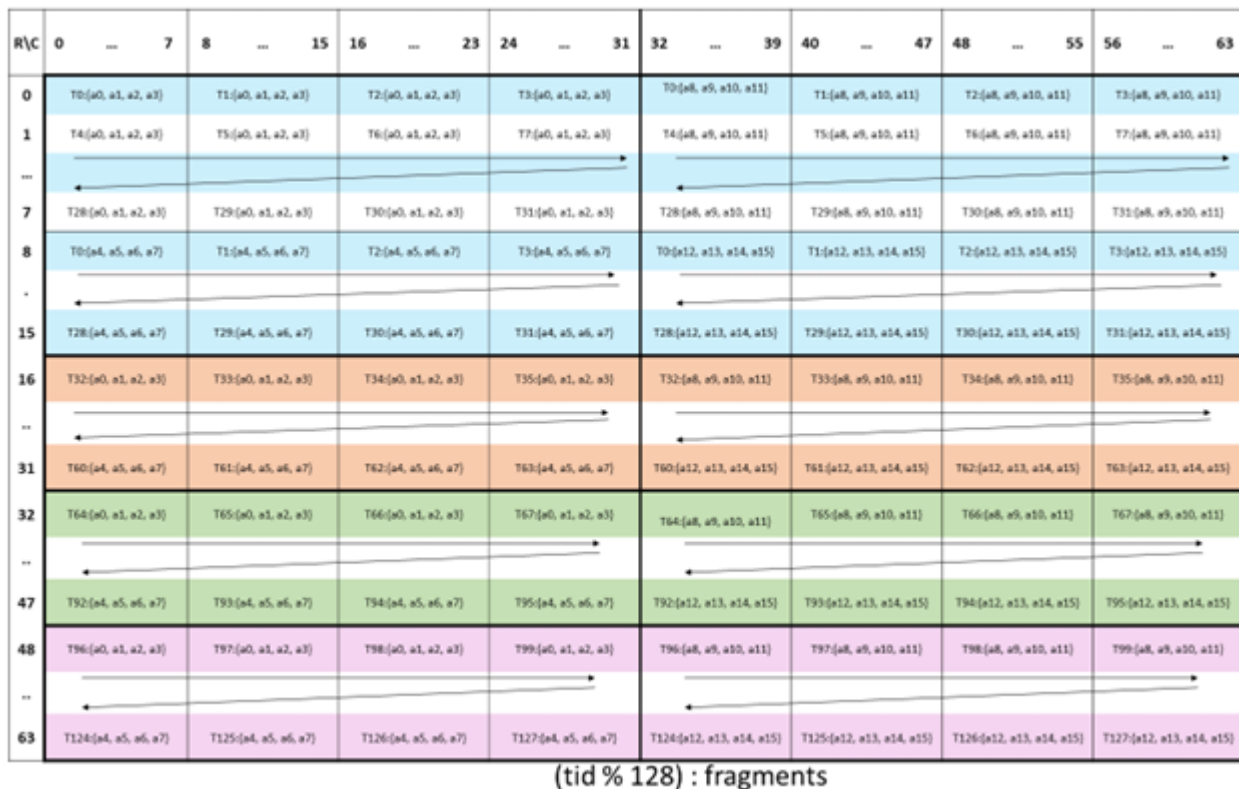 R\C 0 ... 7 8 ... 15 16 ... 23 24 ... 31 32 ... 39 40 ... 47 48 ... 55 56 ... 63
0 T0:{a0, a1, a2, a3} T1:{a0, a1, a2, a3} T2:{a0, a1, a2, a3} T3:{a0, a1, a2, a3} T0:{a8, a9, a10, a11} T1:{a8, a9, a10, a11} T2:{a8, a9, a10, a11} T3:{a8, a9, a10, a11}
1 T4:{a0, a1, a2, a3} T5:{a0, a1, a2, a3} T6:{a0, a1, a2, a3} T7:{a0, a1, a2, a3} T4:{a8, a9, a10, a11} T5:{a8, a9, a10, a11} T6:{a8, a9, a10, a11} T7:{a8, a9, a10, a11}
...
7 T28:{a0, a1, a2, a3} T29:{a0, a1, a2, a3} T30:{a0, a1, a2, a3} T31:{a0, a1, a2, a3} T28:{a8, a9, a10, a11} T29:{a8, a9, a10, a11} T30:{a8, a9, a10, a11} T31:{a8, a9, a10, a11}
8 T0:{a4, a5, a6, a7} T1:{a4, a5, a6, a7} T2:{a4, a5, a6, a7} T3:{a4, a5, a6, a7} T0:{a12, a13, a14, a15} T1:{a12, a13, a14, a15} T2:{a12, a13, a14, a15} T3:{a12, a13, a14, a15}
.
15 T28:{a4, a5, a6, a7} T29:{a4, a5, a6, a7} T30:{a4, a5, a6, a7} T31:{a4, a5, a6, a7} T28:{a12, a13, a14, a15} T29:{a12, a13, a14, a15} T30:{a12, a13, a14, a15} T31:{a12, a13, a14, a15}
16 T32:{a0, a1, a2, a3} T33:{a0, a1, a2, a3} T34:{a0, a1, a2, a3} T35:{a0, a1, a2, a3} T32:{a8, a9, a10, a11} T33:{a8, a9, a10, a11} T34:{a8, a9, a10, a11} T35:{a8, a9, a10, a11}
..
31 T60:{a4, a5, a6, a7} T61:{a4, a5, a6, a7} T62:{a4, a5, a6, a7} T63:{a4, a5, a6, a7} T60:{a12, a13, a14, a15} T61:{a12, a13, a14, a15} T62:{a12, a13, a14, a15} T63:{a12, a13, a14, a15}
32 T64:{a0, a1, a2, a3} T65:{a0, a1, a2, a3} T66:{a0, a1, a2, a3} T67:{a0, a1, a2, a3} T64:{a8, a9, a10, a11} T65:{a8, a9, a10, a11} T66:{a8, a9, a10, a11} T67:{a8, a9, a10, a11}
..
47 T92:{a4, a5, a6, a7} T93:{a4, a5, a6, a7} T94:{a4, a5, a6, a7} T95:{a4, a5, a6, a7} T92:{a12, a13, a14, a15} T93:{a12, a13, a14, a15} T94:{a12, a13, a14, a15} T95:{a12, a13, a14, a15}
48 T96:{a0, a1, a2, a3} T97:{a0, a1, a2, a3} T98:{a0, a1, a2, a3} T99:{a0, a1, a2, a3} T96:{a8, a9, a10, a11} T97:{a8, a9, a10, a11} T98:{a8, a9, a10, a11} T99:{a8, a9, a10, a11}
..
63 T124:{a4, a5, a6, a7} T125:{a4, a5, a6, a7} T126:{a4, a5, a6, a7} T127:{a4, a5, a6, a7} T124:{a12, a13, a14, a15} T125:{a12, a13, a14, a15} T126:{a12, a13, a14, a15} T127:{a12, a13, a14, a15}
(tid % 128) : fragments